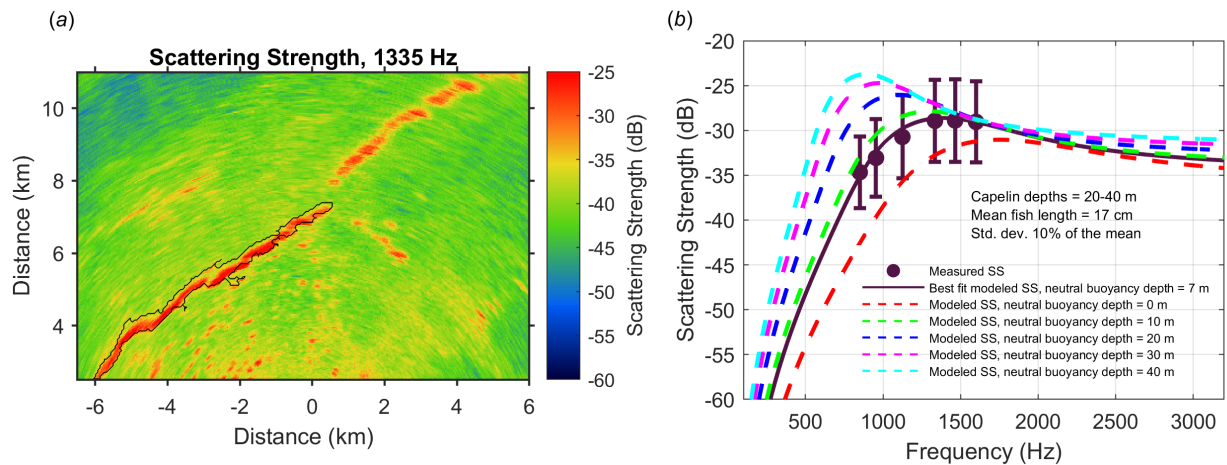 (a)
Scattering Strength, 1335 Hz
10
8
6
4
-6
-4
-2
0
2
4
6
Distance (km)
Distance (km)
-25
-30
-35
-40
-45
-50
-55
-60
Scattering Strength (dB)
(b)
-20
-25
-30
-35
-40
-45
-50
-55
-60
Scattering Strength (dB)
500
1000
1500
2000
2500
3000
Frequency (Hz)
Capelin depths = 20-40 m
Mean fish length = 17 cm
Std. dev. 10% of the mean
Measured SS
Best fit modeled SS, neutral buoyancy depth = 7 m
Modeled SS, neutral buoyancy depth = 0 m
Modeled SS, neutral buoyancy depth = 10 m
Modeled SS, neutral buoyancy depth = 20 m
Modeled SS, neutral buoyancy depth = 30 m
Modeled SS, neutral buoyancy depth = 40 m